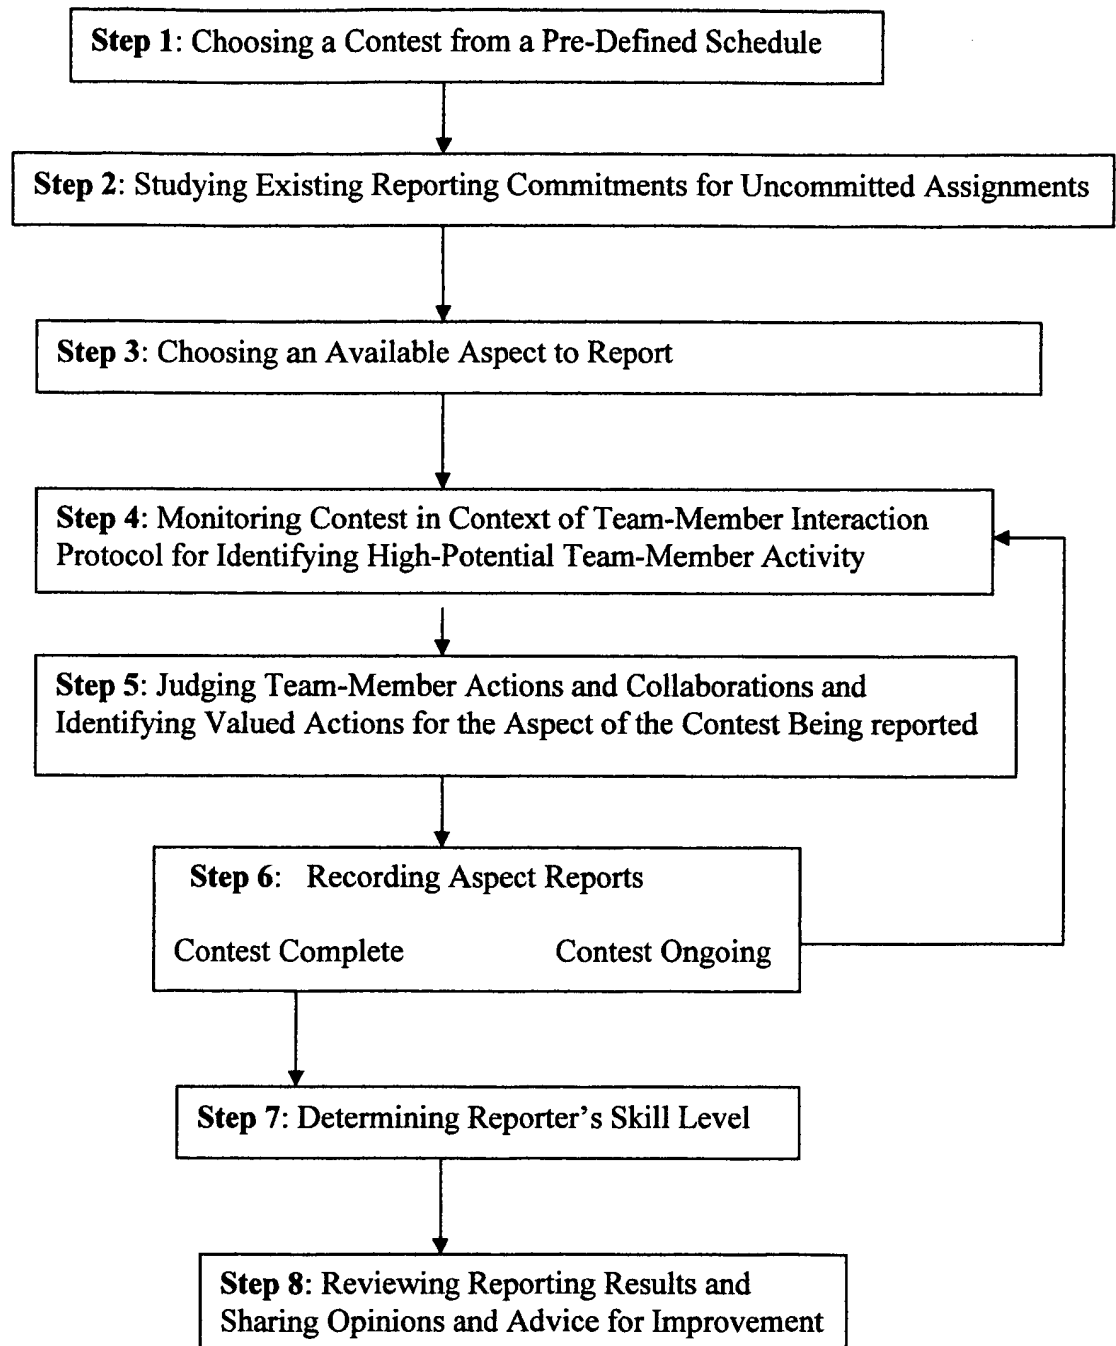 Step 1: Choosing a Contest from a Pre-Defined Schedule
Step 2: Studying Existing Reporting Commitments for Uncommitted Assignments
Step 3: Choosing an Available Aspect to Report
Step 4: Monitoring Contest in Context of Team-Member Interaction
Protocol for Identifying High-Potential Team-Member Activity
Step 5: Judging Team-Member Actions and Collaborations and
Identifying Valued Actions for the Aspect of the Contest Being reported
Step 6: Recording Aspect Reports
Contest Complete Contest Ongoing
Step 7: Determining Reporter's Skill Level
Step 8: Reviewing Reporting Results and
Sharing Opinions and Advice for Improvement